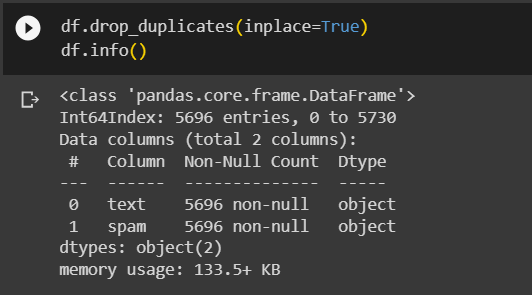 df.drop_duplicates(inplace=True)
df.info()
<class 'pandas.core.frame.DataFrame'>
Int64Index: 5696 entries, 0 to 5730
Data columns (total 2 columns):
 #   Column  Non-Null Count  Dtype
---  ------  --------------  -----
 0   text    5696 non-null   object
 1   spam    5696 non-null   object
dtypes: object(2)
memory usage: 133.5+ KB